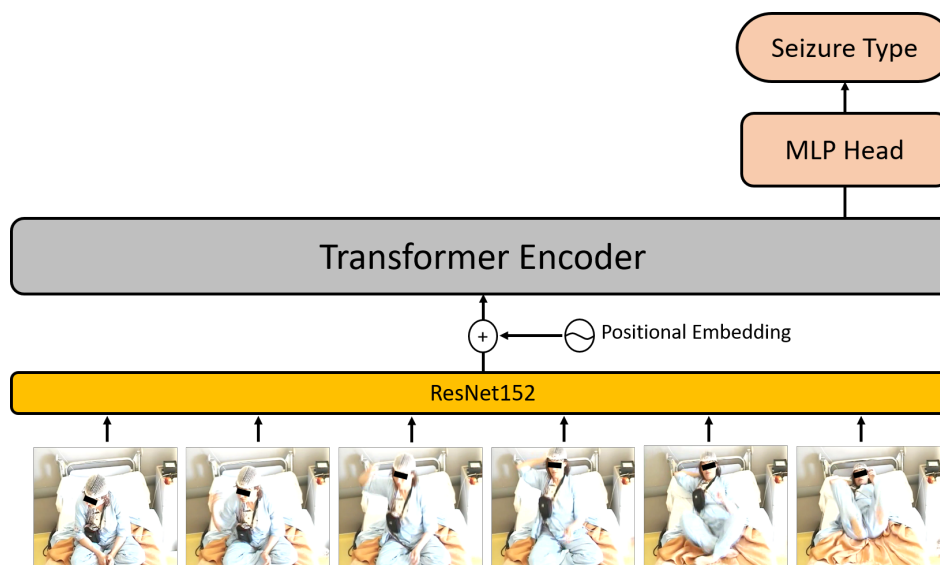 Seizure Type
MLP Head
Transformer Encoder
+
Positional Embedding
ResNet152